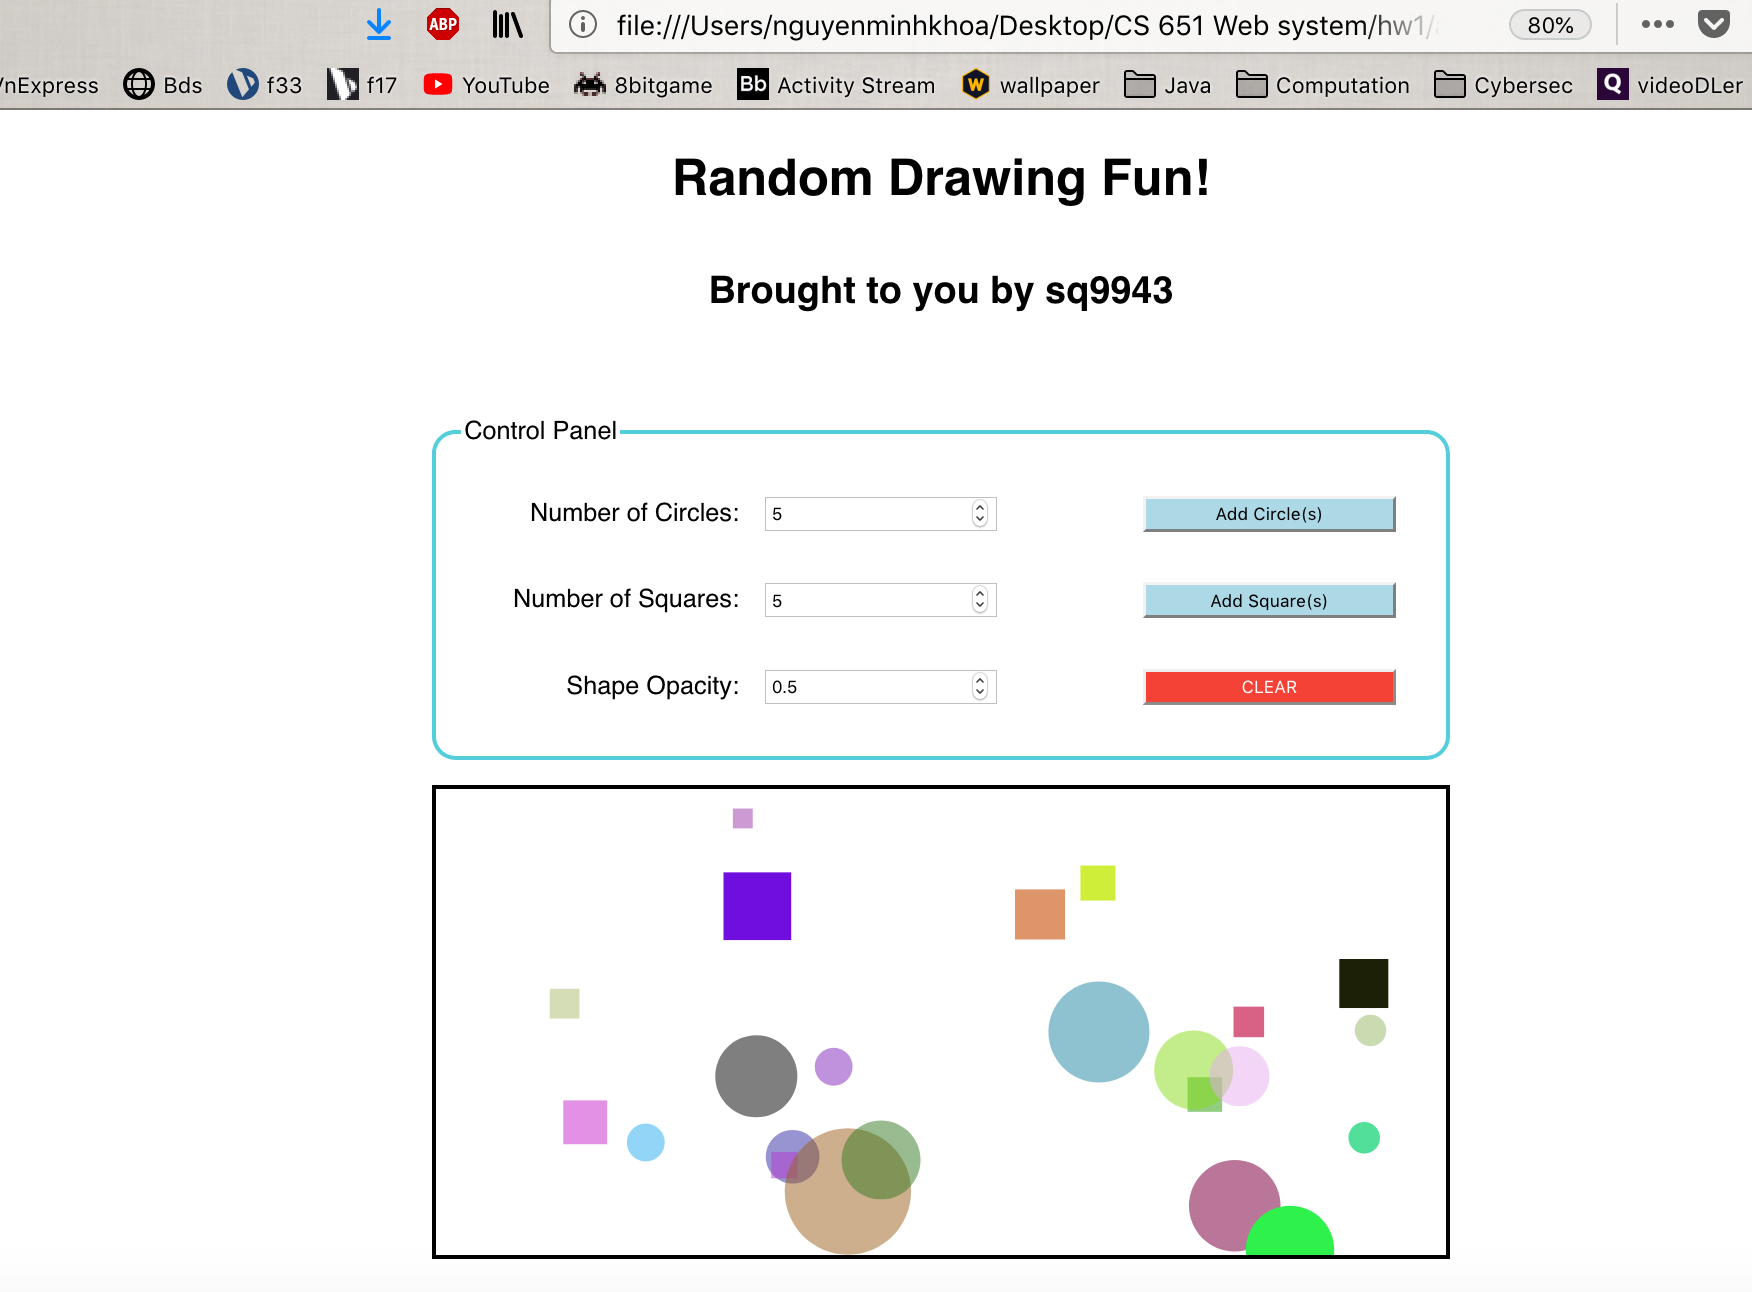 ABP
file:///Users/nguyenminhkhoa/Desktop/CS 651 Web system/hw1/
80%
nExpress Bds f33 f17 YouTube 8bitgame Bb Activity Stream W wallpaper Java Computation Cybersec Q videoDLer
Random Drawing Fun!
Brought to you by sq9943
Control Panel
Number of Circles: 5 Add Circle(s)
Number of Squares: 5 Add Square(s)
Shape Opacity: 0.5 CLEAR